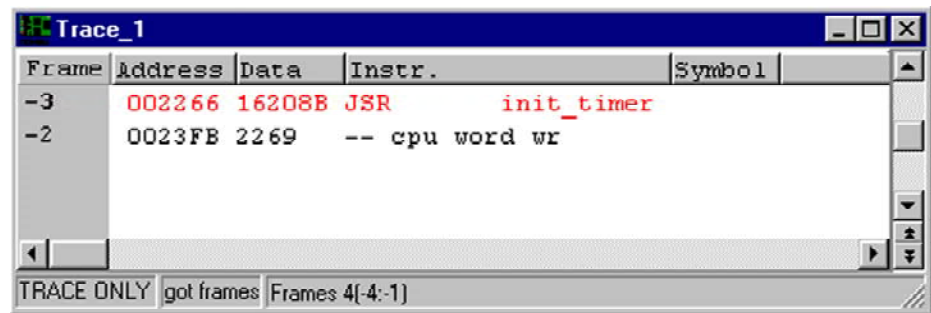 Trace_1
Frame Address Data Instr. Symbol
-3 002266 16208B JSR init_timer
-2 0023FB 2269 -- cpu word wr
TRACE ONLY got frames Frames 4(-4:-1)